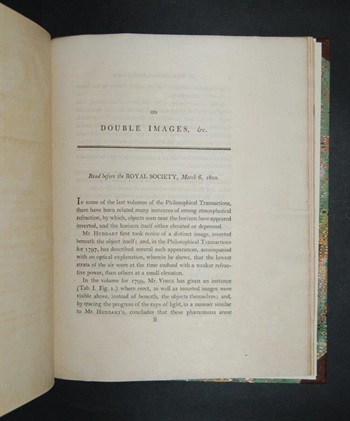 ON
DOUBLE IMAGES, &c.
Read before the ROYAL SOCIETY, March 6, 1800.
IN some of the last volumes of the Philosophical Transactions,
there have been related many instances of strong atmospherical
refraction, by which, objects seen near the horizon have appeared
inverted, and the horizon itself either elevated or depressed.
Mr HUDDART first took notice of a distinct image, inverted
beneath the object itself; and, in the Philosophical Transactions
for 1797, has described several such appearances, accompanied
with an optical explanation, wherein he shews, that the lowest
strata of the air were at the time endued with a weaker refrac-
tive power, than others at a small elevation.
In the volume for 1799, Mr VINCE has given an instance
(Tab. I. Fig. 1.) where erect, as well as inverted images were
visible above, instead of beneath, the objects themselves; and,
by tracing the progress of the rays of light, in a manner similar
to Mr HUDDART's, concludes that these phænomena arose
B